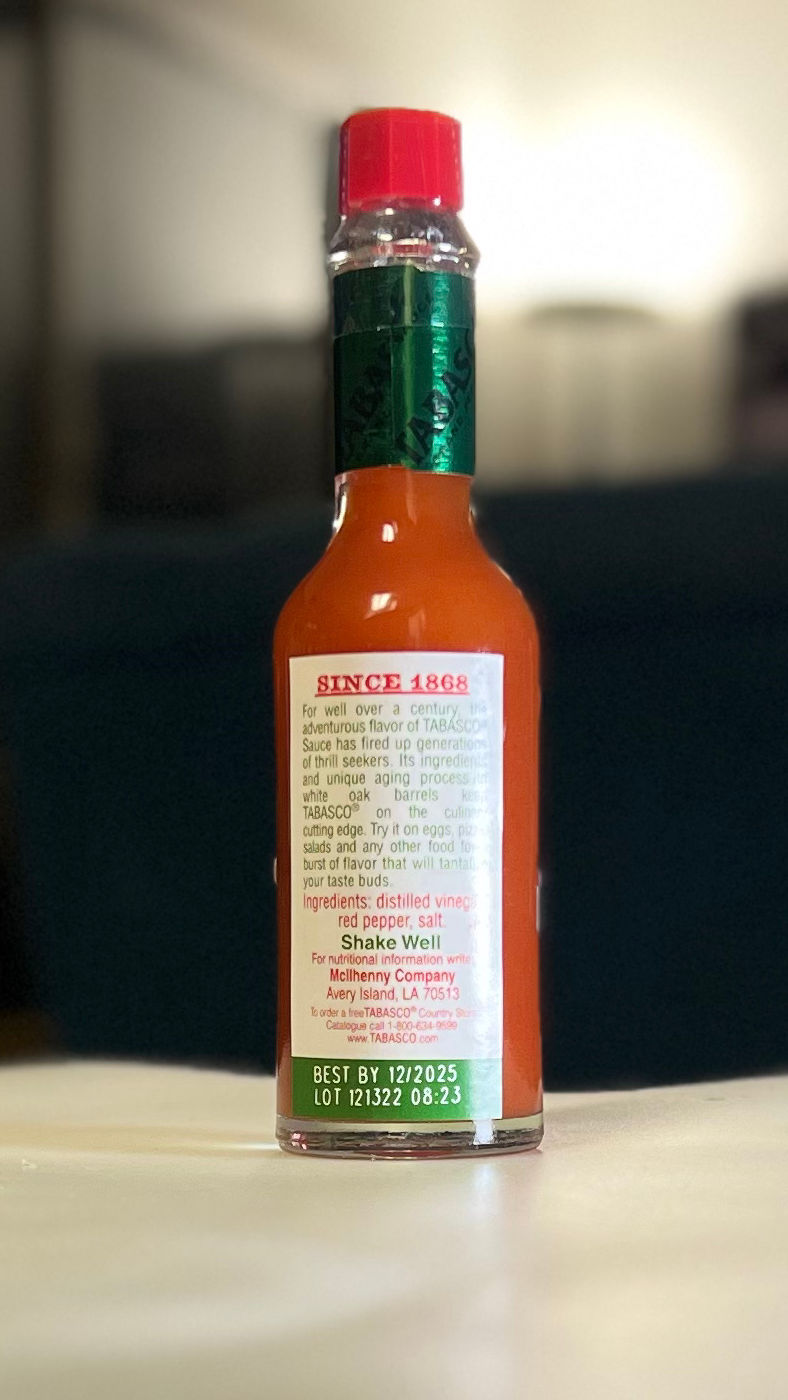 TABASCO
SINCE 1868
For well over a century, the
adventurous flavor of TABASCO®
Sauce has fired up generations
of thrill seekers. Its ingredients
and unique aging process in
white oak barrels keep
TABASCO® on the culinary
cutting edge. Try it on eggs, pizza,
salads and any other food for a
burst of flavor that will tantalize
your taste buds.
Ingredients: distilled vinegar,
red pepper, salt.
Shake Well
For nutritional information write:
McIlhenny Company
Avery Island, LA 70513
To order a free TABASCO® Country Store
Catalogue call 1-800-634-9599
www.TABASCO.com
BEST BY 12/2025
LOT 121322 08:23